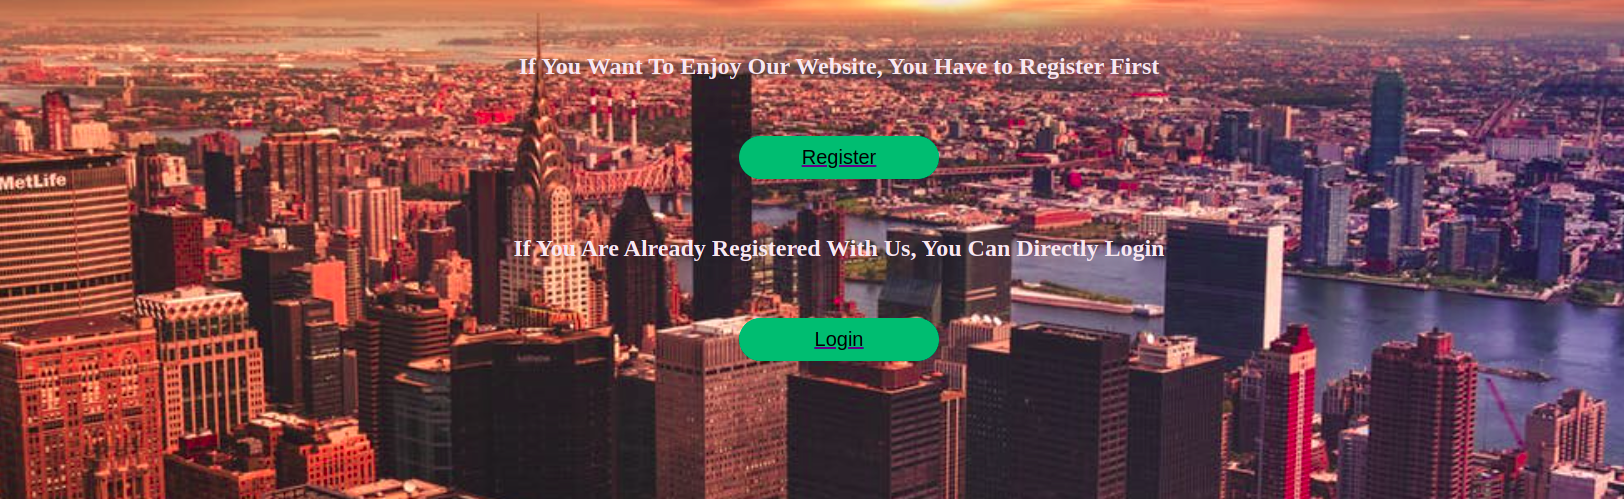 If You Want To Enjoy Our Website, You Have to Register First
Register
MetLife
If You Are Already Registered With Us, You Can Directly Login
Login